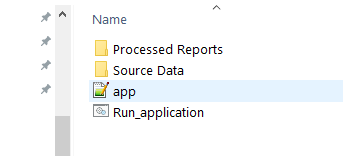 Name
Processed Reports
Source Data
app
Run_application